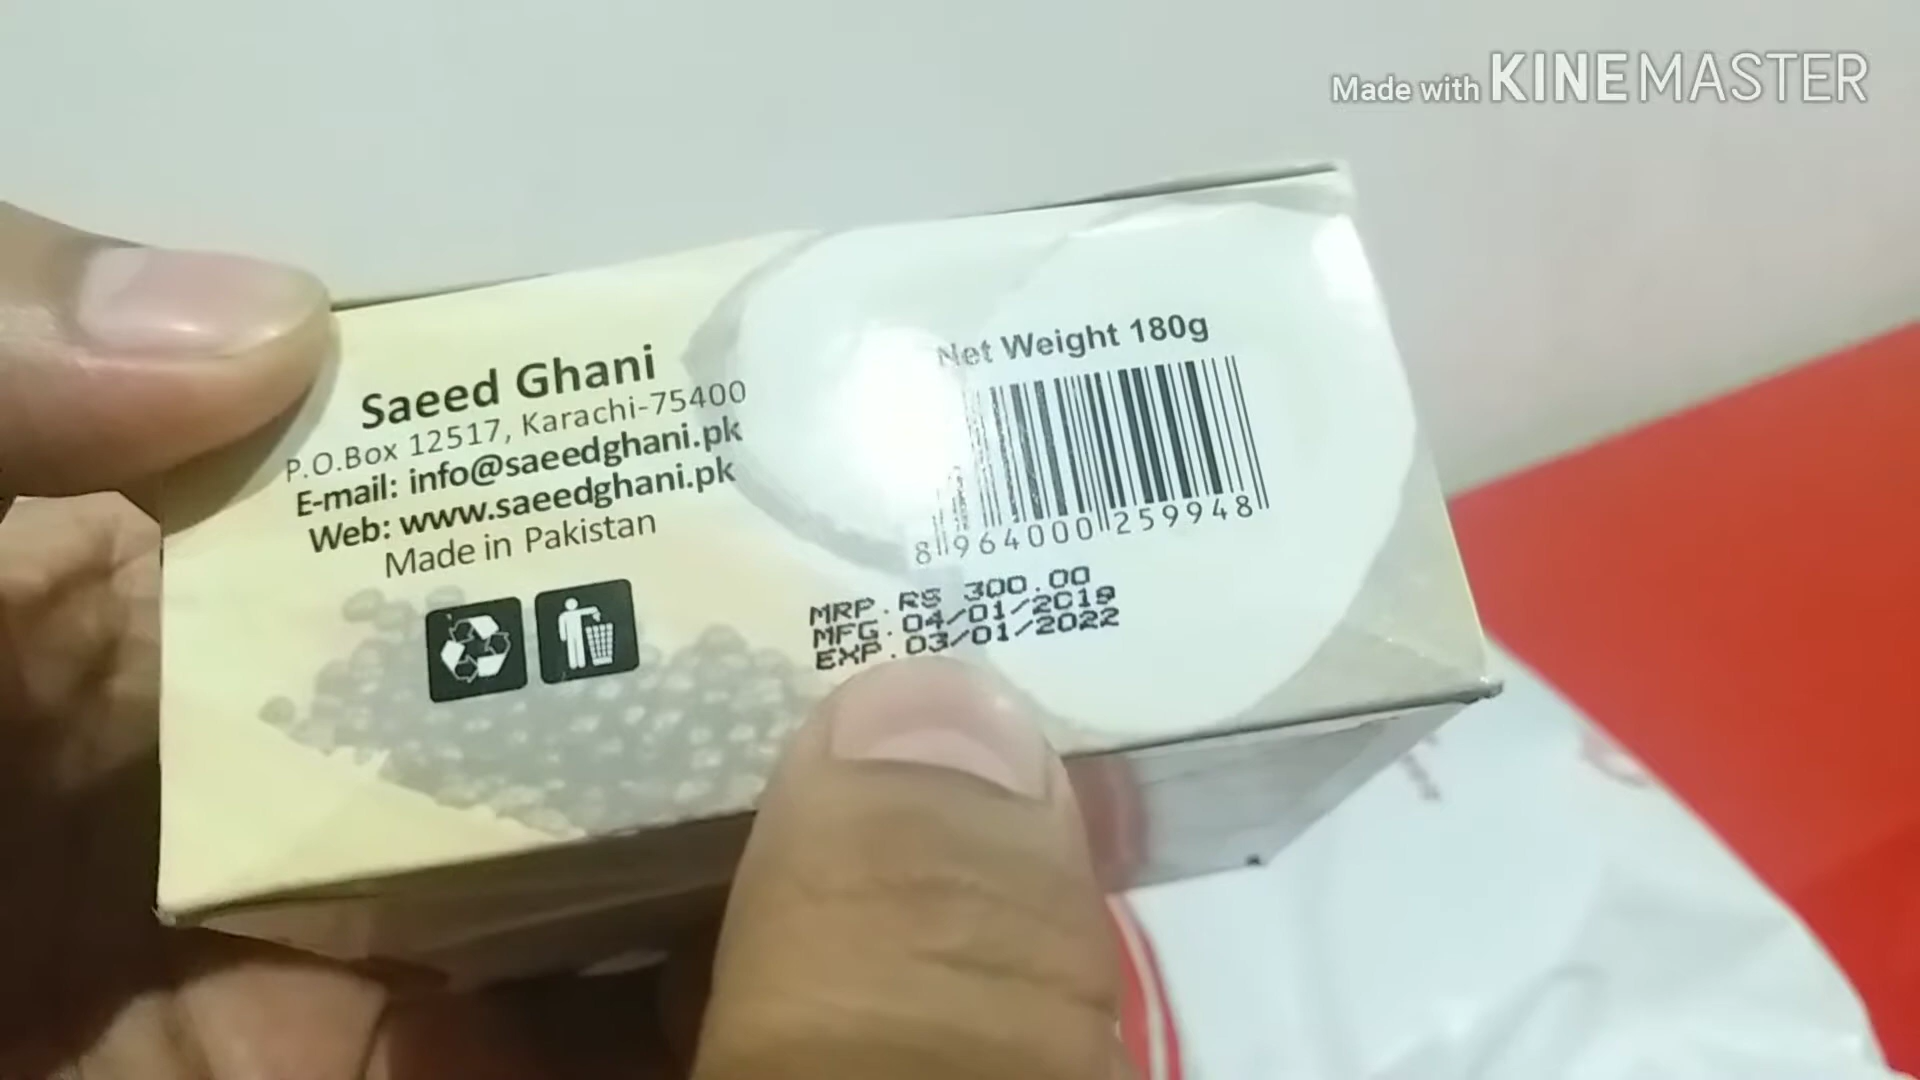 Made with KINEMASTER
Saeed Ghani
P.O.Box 12517, Karachi-75400
E-mail: info@saeedghani.pk
Web: www.saeedghani.pk
Made in Pakistan
Net Weight 180g
8 964000 259948
MRP. RS 300.00
MFG. 04/01/2019
EXP. 03/01/2022